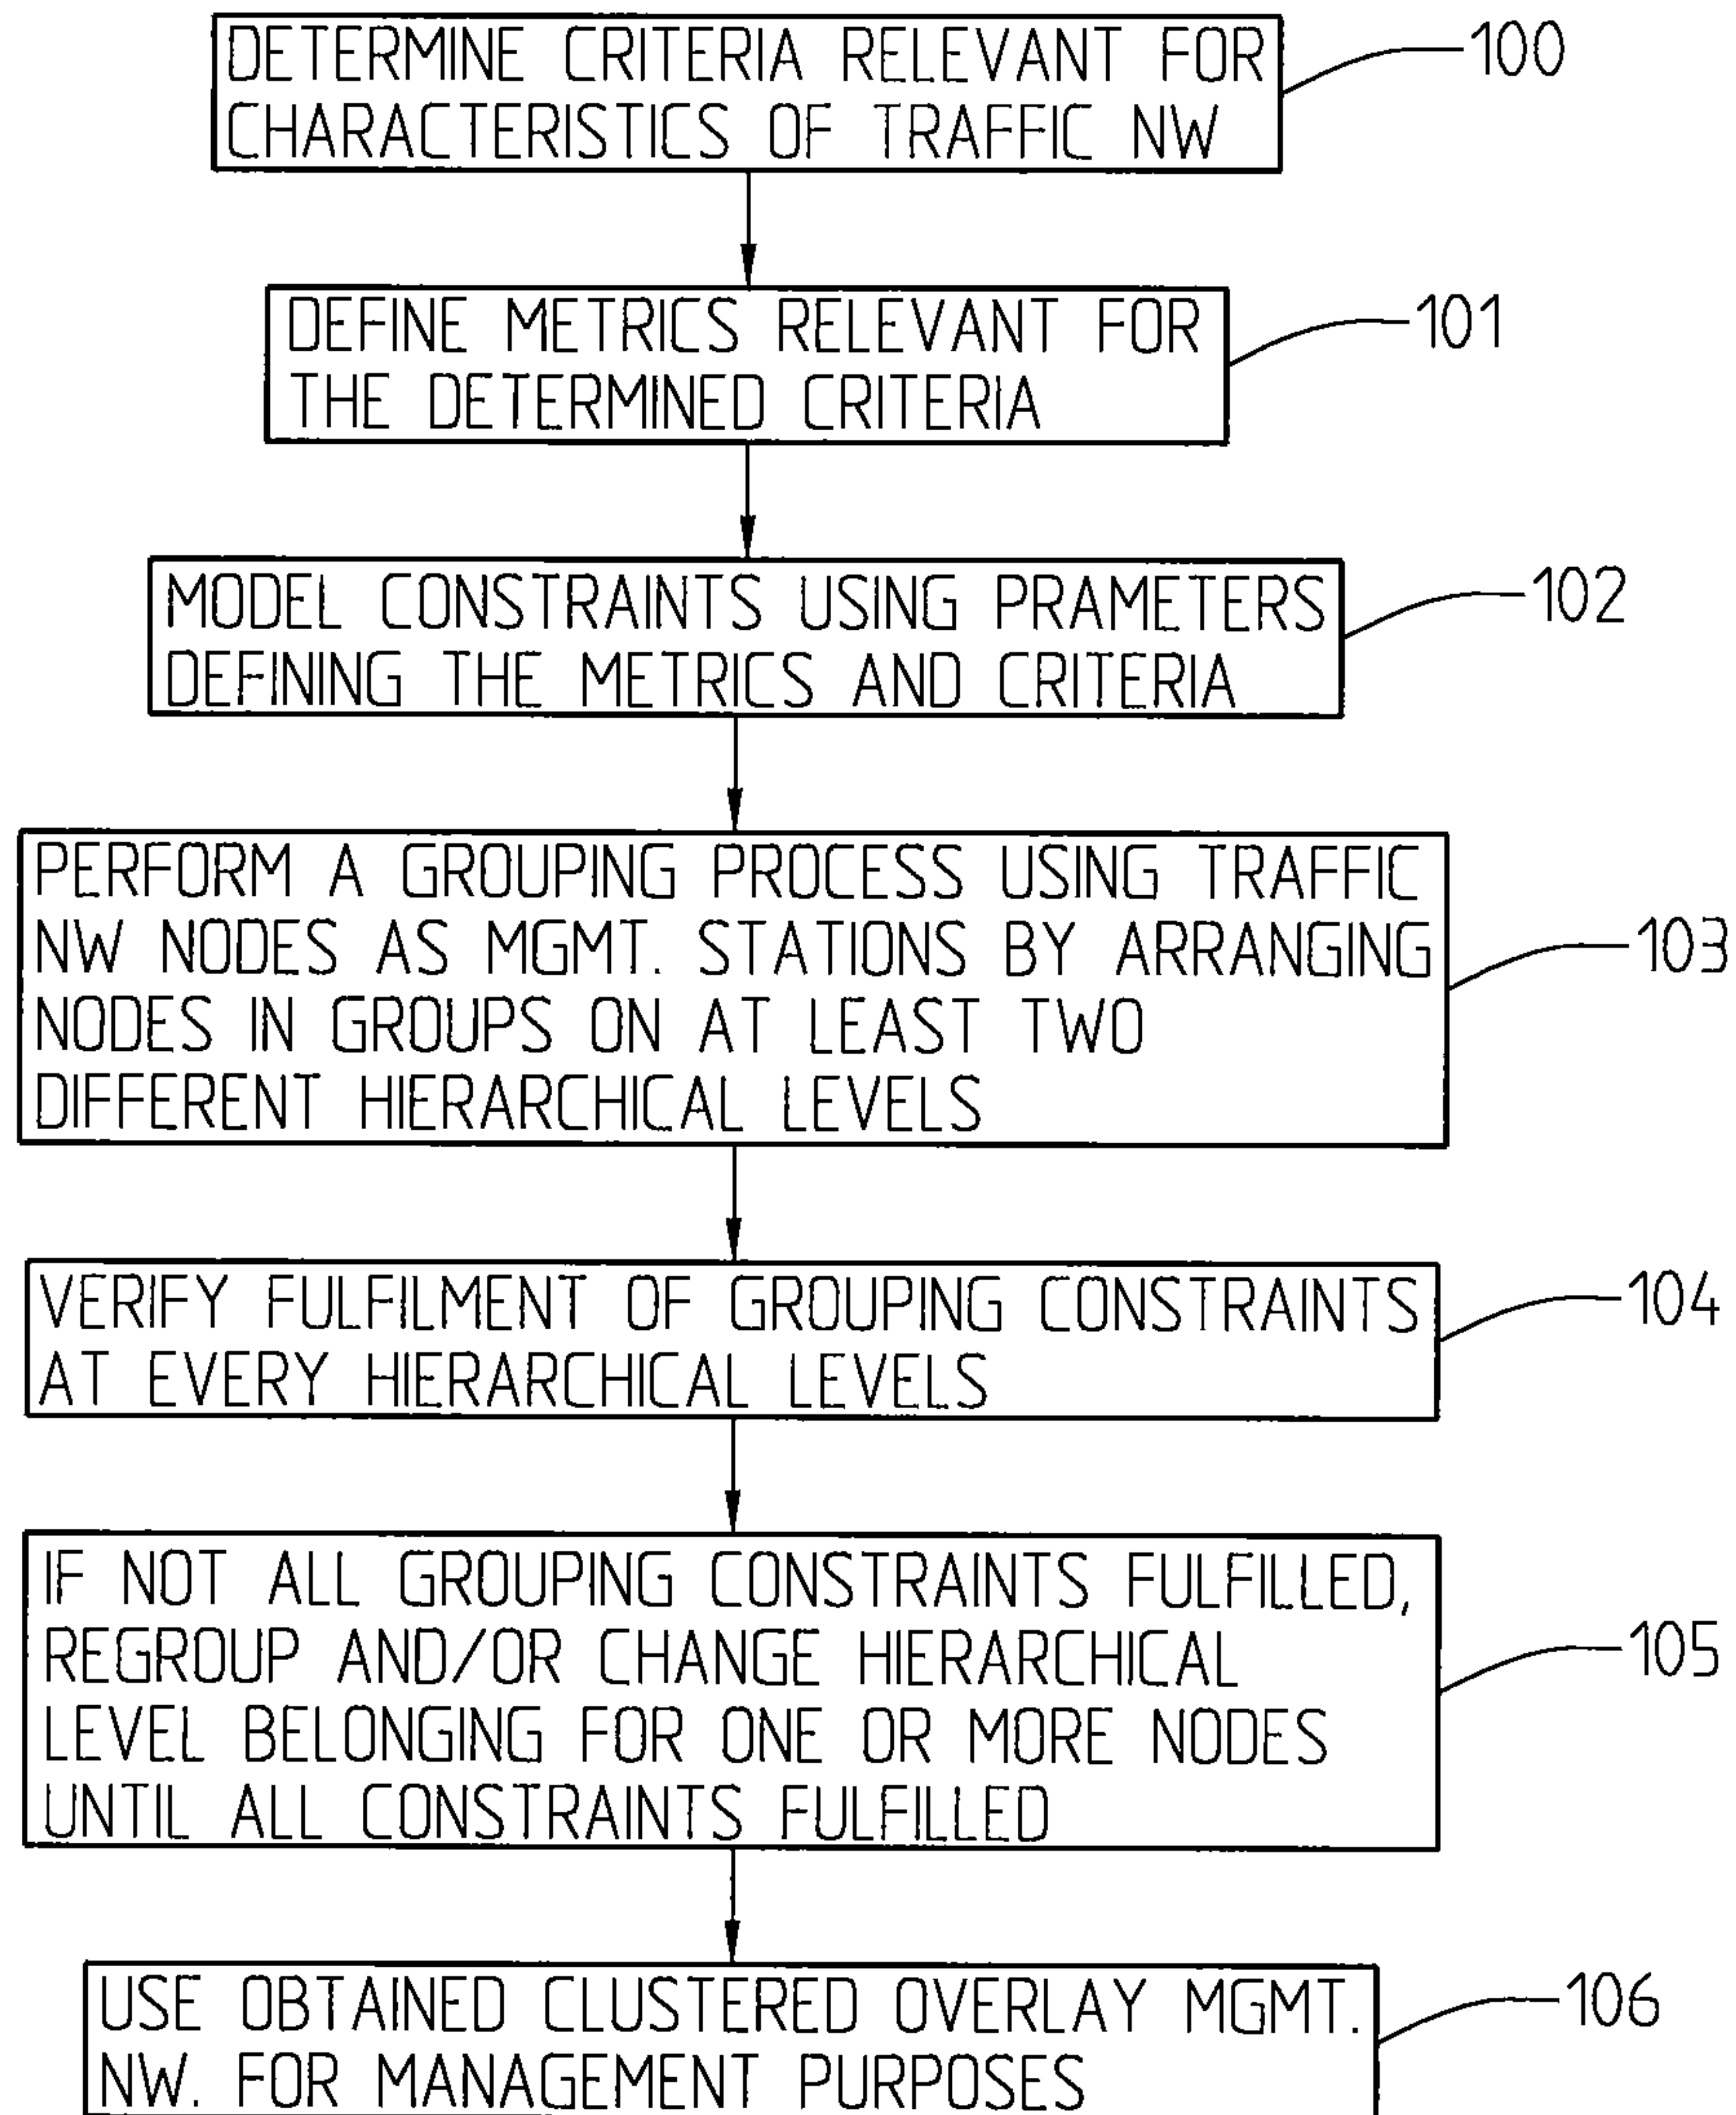 DETERMINE CRITERIA RELEVANT FOR
CHARACTERISTICS OF TRAFFIC NW
100
DEFINE METRICS RELEVANT FOR
THE DETERMINED CRITERIA
101
MODEL CONSTRAINTS USING PRAMETERS
DEFINING THE METRICS AND CRITERIA
102
PERFORM A GROUPING PROCESS USING TRAFFIC
NW NODES AS MGMT. STATIONS BY ARRANGING
NODES IN GROUPS ON AT LEAST TWO
DIFFERENT HIERARCHICAL LEVELS
103
VERIFY FULFILMENT OF GROUPING CONSTRAINTS
AT EVERY HIERARCHICAL LEVELS
104
IF NOT ALL GROUPING CONSTRAINTS FULFILLED,
REGROUP AND/OR CHANGE HIERARCHICAL
LEVEL BELONGING FOR ONE OR MORE NODES
UNTIL ALL CONSTRAINTS FULFILLED
105
USE OBTAINED CLUSTERED OVERLAY MGMT.
NW. FOR MANAGEMENT PURPOSES
106